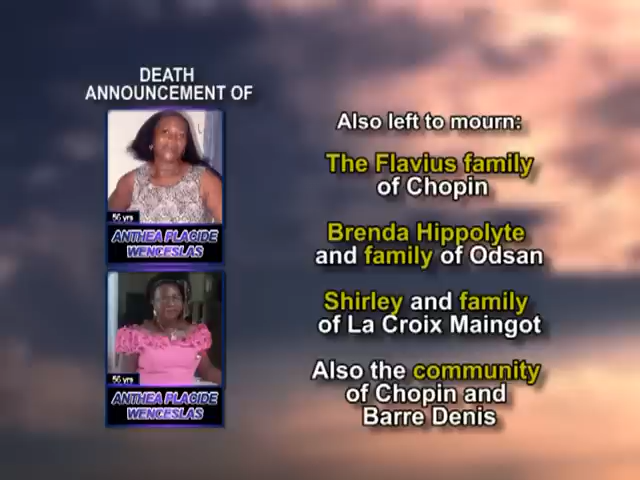 DEATH
ANNOUNCEMENT OF
56 yrs
ANTHEA PLACIDE
WENCESLAS
56 yrs
ANTHEA PLACIDE
WENCESLAS
Also left to mourn:
The Flavius family
of Chopin
Brenda Hippolyte
and family of Odsan
Shirley and family
of La Croix Maingot
Also the community
of Chopin and
Barre Denis